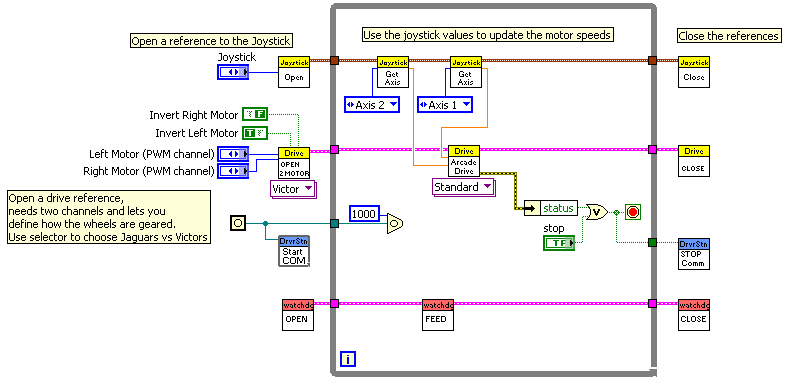 Open a reference to the Joystick
Use the joystick values to update the motor speeds
Close the references
Joystick
Joystick
Open
Joystick
Get
Axis
Joystick
Get
Axis
Joystick
Close
Axis 2
Axis 1
Invert Right Motor
F
Invert Left Motor
T
Left Motor (PWM channel)
Right Motor (PWM channel)
Drive
OPEN
2 MOTOR
Victor
Drive
Arcade
Drive
Standard
Drive
CLOSE
Open a drive reference,
needs two channels and lets you
define how the wheels are geared.
Use selector to choose Jaguars vs Victors
1000
status
V
stop
TF
DrvrStn
Start
COM
DrvrStn
STOP
Comm
watchdo
OPEN
watchdo
FEED
watchdo
CLOSE
i